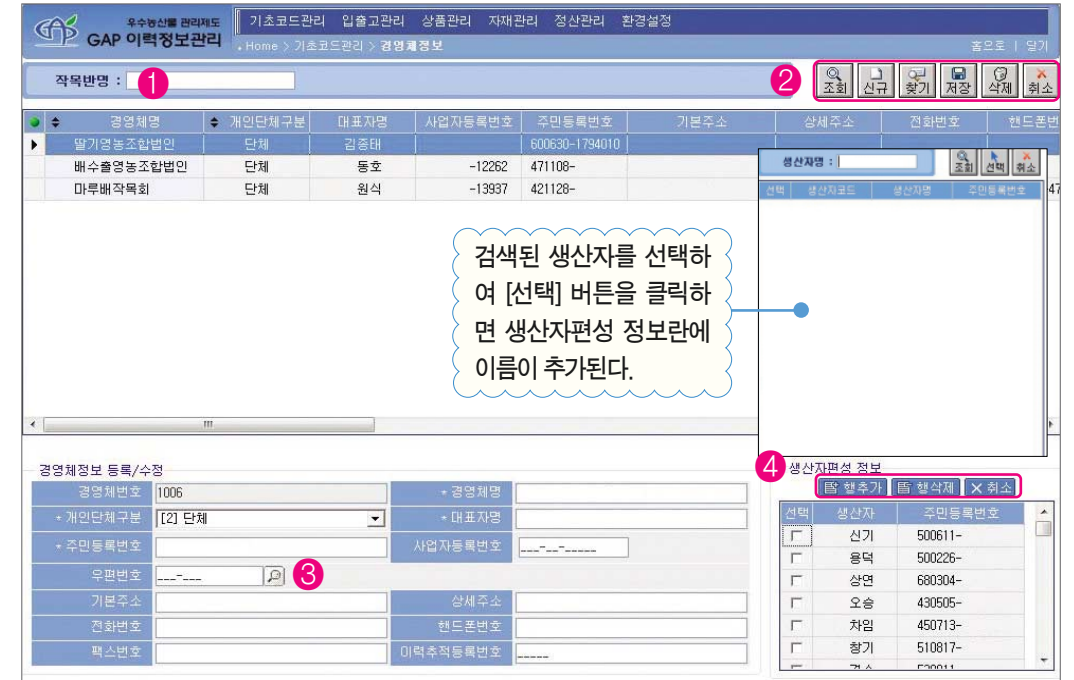 우수농산물 관리제도
GAP 이력정보관리
기초코드관리 입출고관리 상품관리 자재관리 정산관리 환경설정
Home > 기초코드관리 > 경영체정보
홈으로 | 닫기
작목반명 :
1
2
조회 신규 찾기 저장 삭제 취소
경영체명 개인단체구분 대표자명 사업자등록번호 주민등록번호 기본주소 상세주소 전화번호 핸드폰번
딸기영농조합법인 단체 김종태 600630-1794010
배수출영농조합법인 단체 동호 -12262 471108-
마루배작목회 단체 원식 -13937 421128-
47
생산자명 :
조회 선택 취소
선택 생산자코드 생산자명 주민등록번호
검색된 생산자를 선택하
여 [선택] 버튼을 클릭하
면 생산자편성 정보란에
이름이 추가된다.
경영체정보 등록/수정
경영체번호 1006 * 경영체명
* 개인단체구분 [2] 단체 * 대표자명
* 주민등록번호 사업자등록번호 ___-__-_____
우편번호 ___-___ 3
기본주소 상세주소
전화번호 핸드폰번호
팩스번호 이력추적등록번호 _____
4 생산자편성 정보
행추가 행삭제 취소
선택 생산자 주민등록번호
신기 500611-
용덕 500226-
상연 680304-
오승 430505-
차임 450713-
창기 510817-